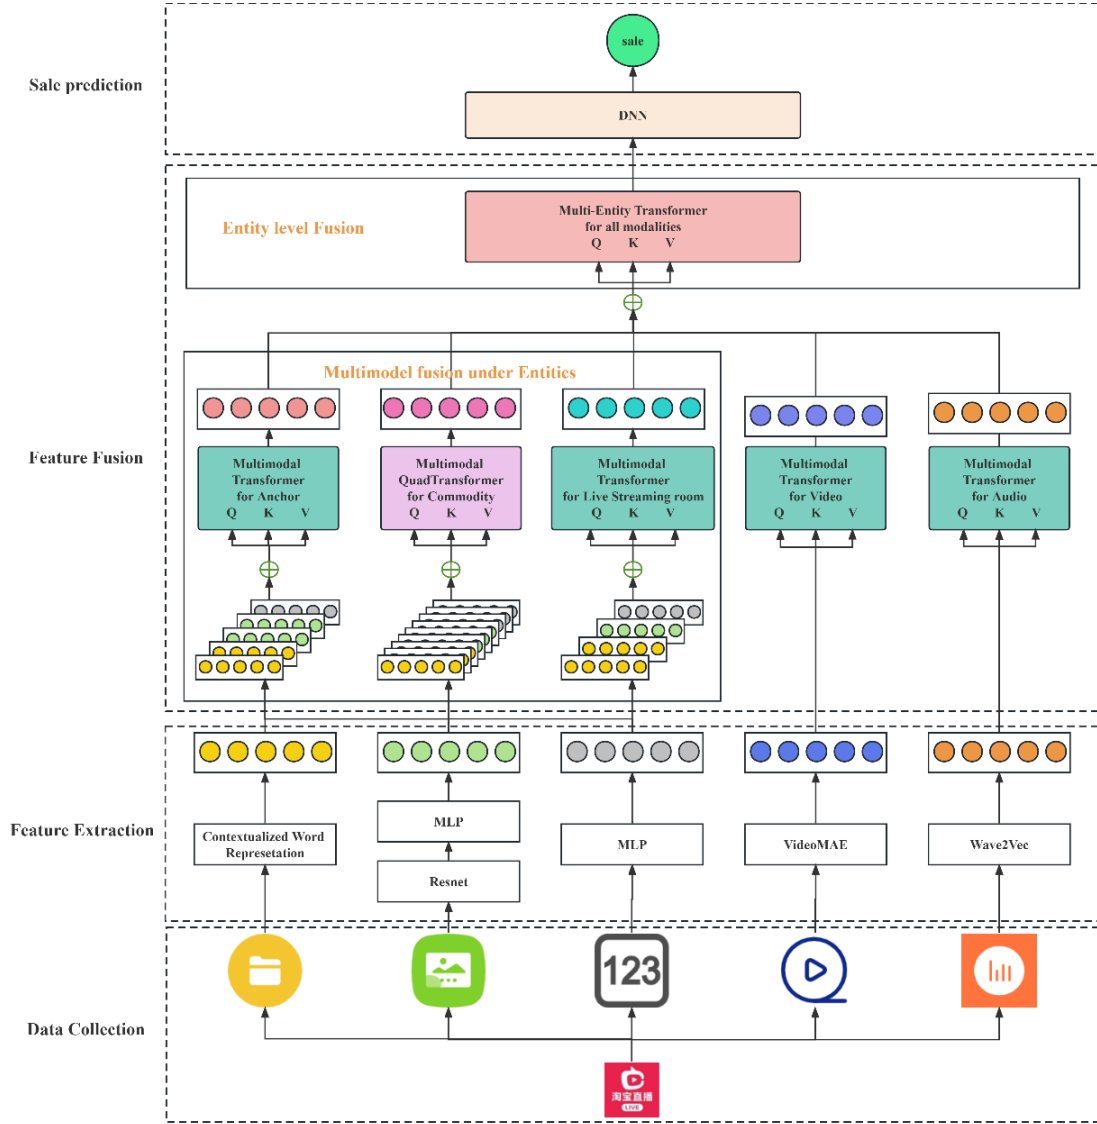 sale
Sale prediction
DNN
Multi-Entity Transformer
for all modalities
Q K V
Entity level Fusion
Multimodel fusion under Entities
Feature Fusion
Multimodal
Transformer
for Anchor
Q K V
Multimodal
QuadTransformer
for Commodity
Q K V
Multimodal
Transformer
for Live Streaming room
Q K V
Multimodal
Transformer
for Video
Q K V
Multimodal
Transformer
for Audio
Q K V
Feature Extraction
Contextualized Word
Represetation
MLP
Resnet
MLP
VideoMAE
Wave2Vec
123
Data Collection
淘宝直播
LIVE